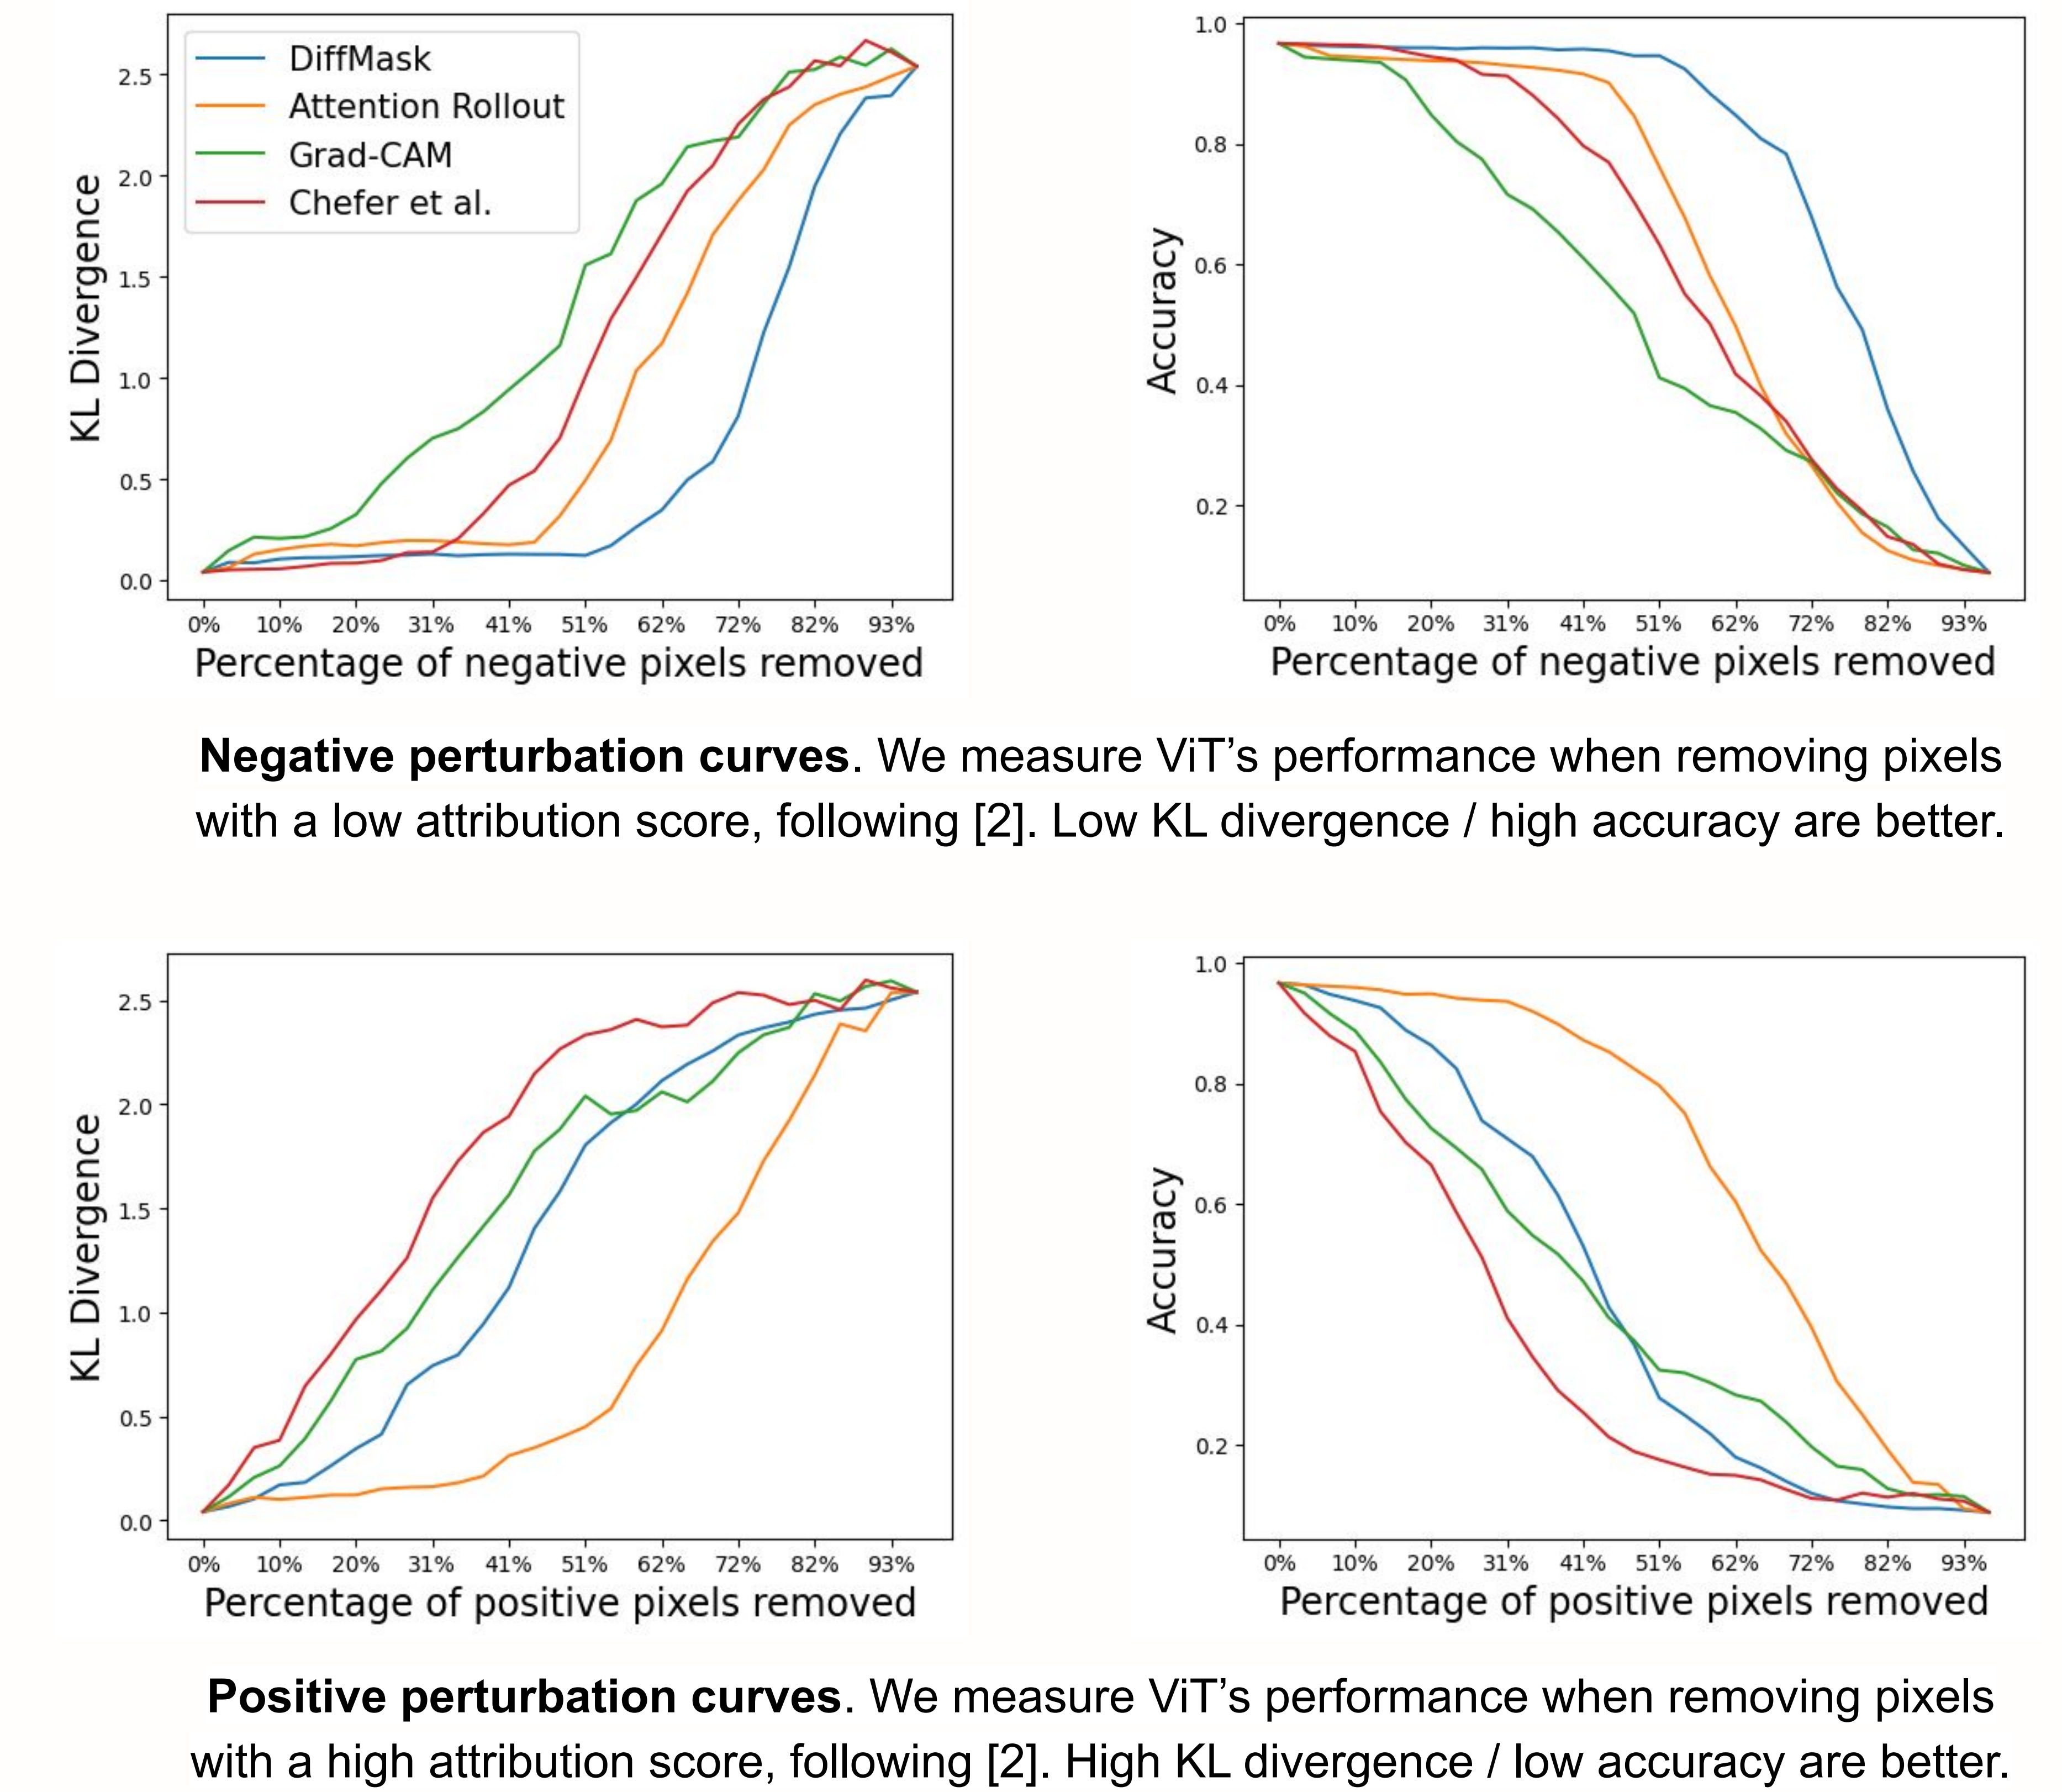 DiffMask
Attention Rollout
Grad-CAM
Chefer et al.
KL Divergence
2.5
2.0
1.5
1.0
0.5
0.0
0% 10% 20% 31% 41% 51% 62% 72% 82% 93%
Percentage of negative pixels removed
Accuracy
1.0
0.8
0.6
0.4
0.2
0% 10% 20% 31% 41% 51% 62% 72% 82% 93%
Percentage of negative pixels removed
Negative perturbation curves. We measure ViT’s performance when removing pixels
with a low attribution score, following [2]. Low KL divergence / high accuracy are better.
KL Divergence
2.5
2.0
1.5
1.0
0.5
0.0
0% 10% 20% 31% 41% 51% 62% 72% 82% 93%
Percentage of positive pixels removed
Accuracy
1.0
0.8
0.6
0.4
0.2
0% 10% 20% 31% 41% 51% 62% 72% 82% 93%
Percentage of positive pixels removed
Positive perturbation curves. We measure ViT’s performance when removing pixels
with a high attribution score, following [2]. High KL divergence / low accuracy are better.